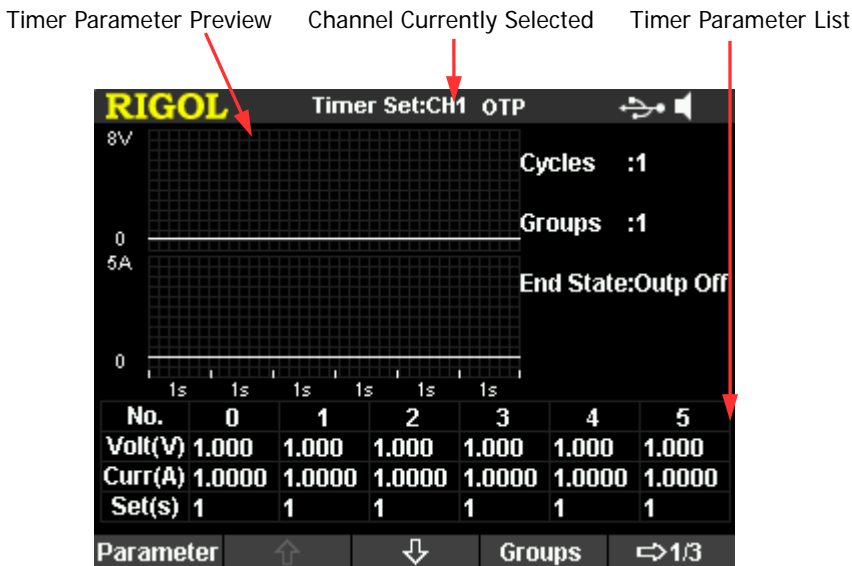 Timer Parameter Preview Channel Currently Selected Timer Parameter List
RIGOL Timer Set:CH1 OTP
8V
Cycles :1
Groups :1
0
5A
End State:Outp Off
0
1s 1s 1s 1s 1s 1s
No. 0 1 2 3 4 5
Volt(V) 1.000 1.000 1.000 1.000 1.000 1.000
Curr(A) 1.0000 1.0000 1.0000 1.0000 1.0000 1.0000
Set(s) 1 1 1 1 1 1
Parameter Groups 1/3